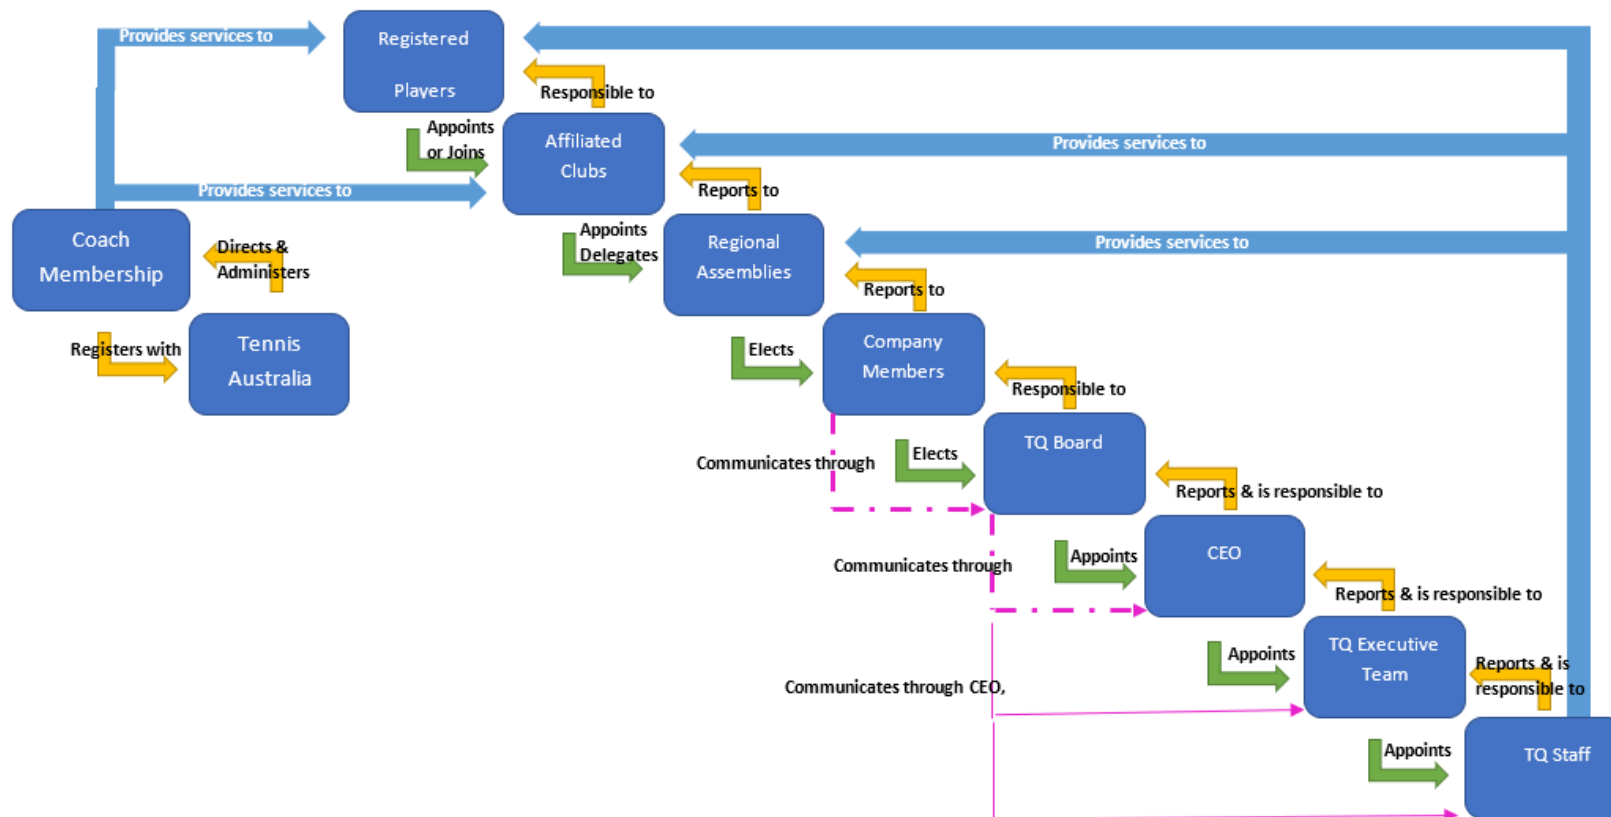 Provides services to
Registered
Players
Responsible to
Appoints
or Joins
Affiliated
Clubs
Provides services to
Provides services to
Reports to
Coach
Membership
Directs &
Administers
Appoints
Delegates
Regional
Assemblies
Provides services to
Reports to
Registers with
Tennis
Australia
Elects
Company
Members
Responsible to
Communicates through
Elects
TQ Board
Reports & is responsible to
Communicates through
Appoints
CEO
Reports & is responsible to
Communicates through CEO,
Appoints
TQ Executive
Team
Reports & is
responsible to
Appoints
TQ Staff